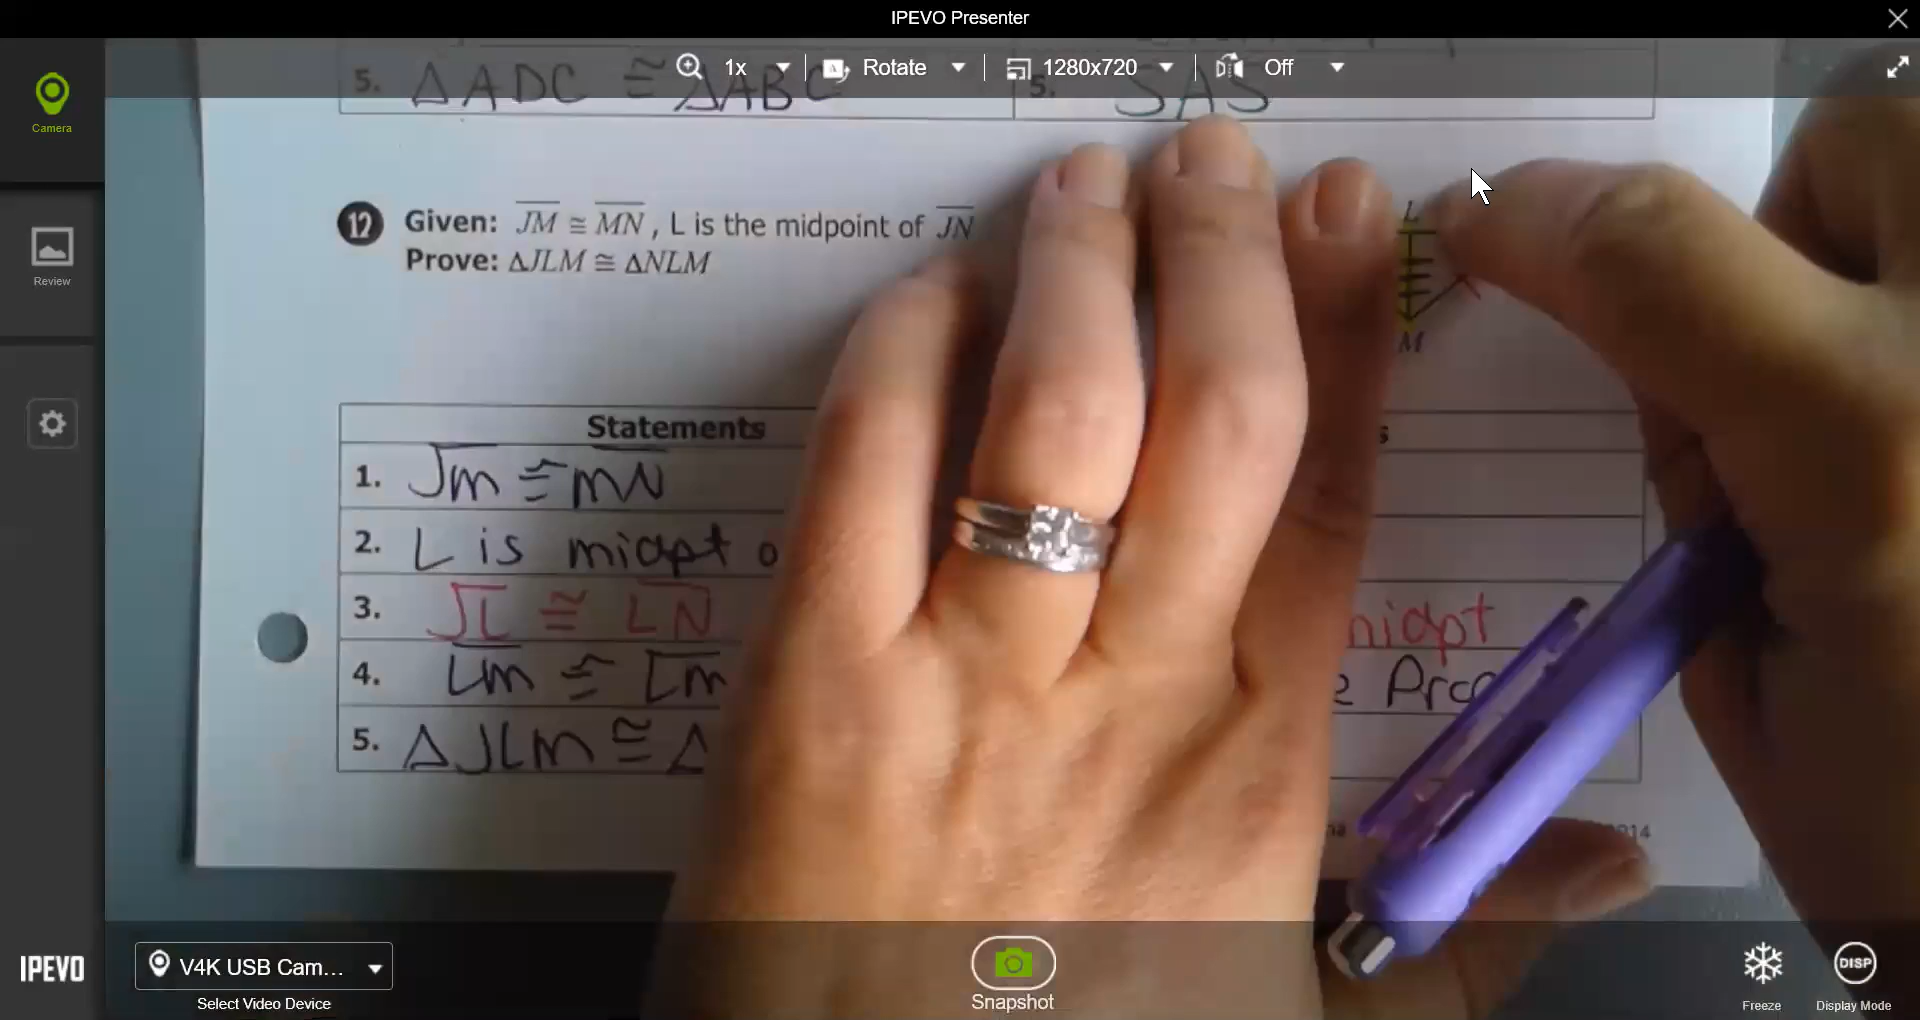 IPEVO Presenter
1x Rotate 1280x720 Off
5. ΔADC ≅ ΔABC 5. SAS
Camera
12 Given: JM ≅ MN, L is the midpoint of JN
Prove: ΔJLM ≅ ΔNLM
L
M
Review
Statements s
1. JM ≅ MN
2. L is midpt o
3. JL ≅ LN midpt
4. LM ≅ LM e
5. ΔJLM ≅ Δ
IPEVO
V4K USB Cam...
Select Video Device
Snapshot
Freeze
DISP
Display Mode